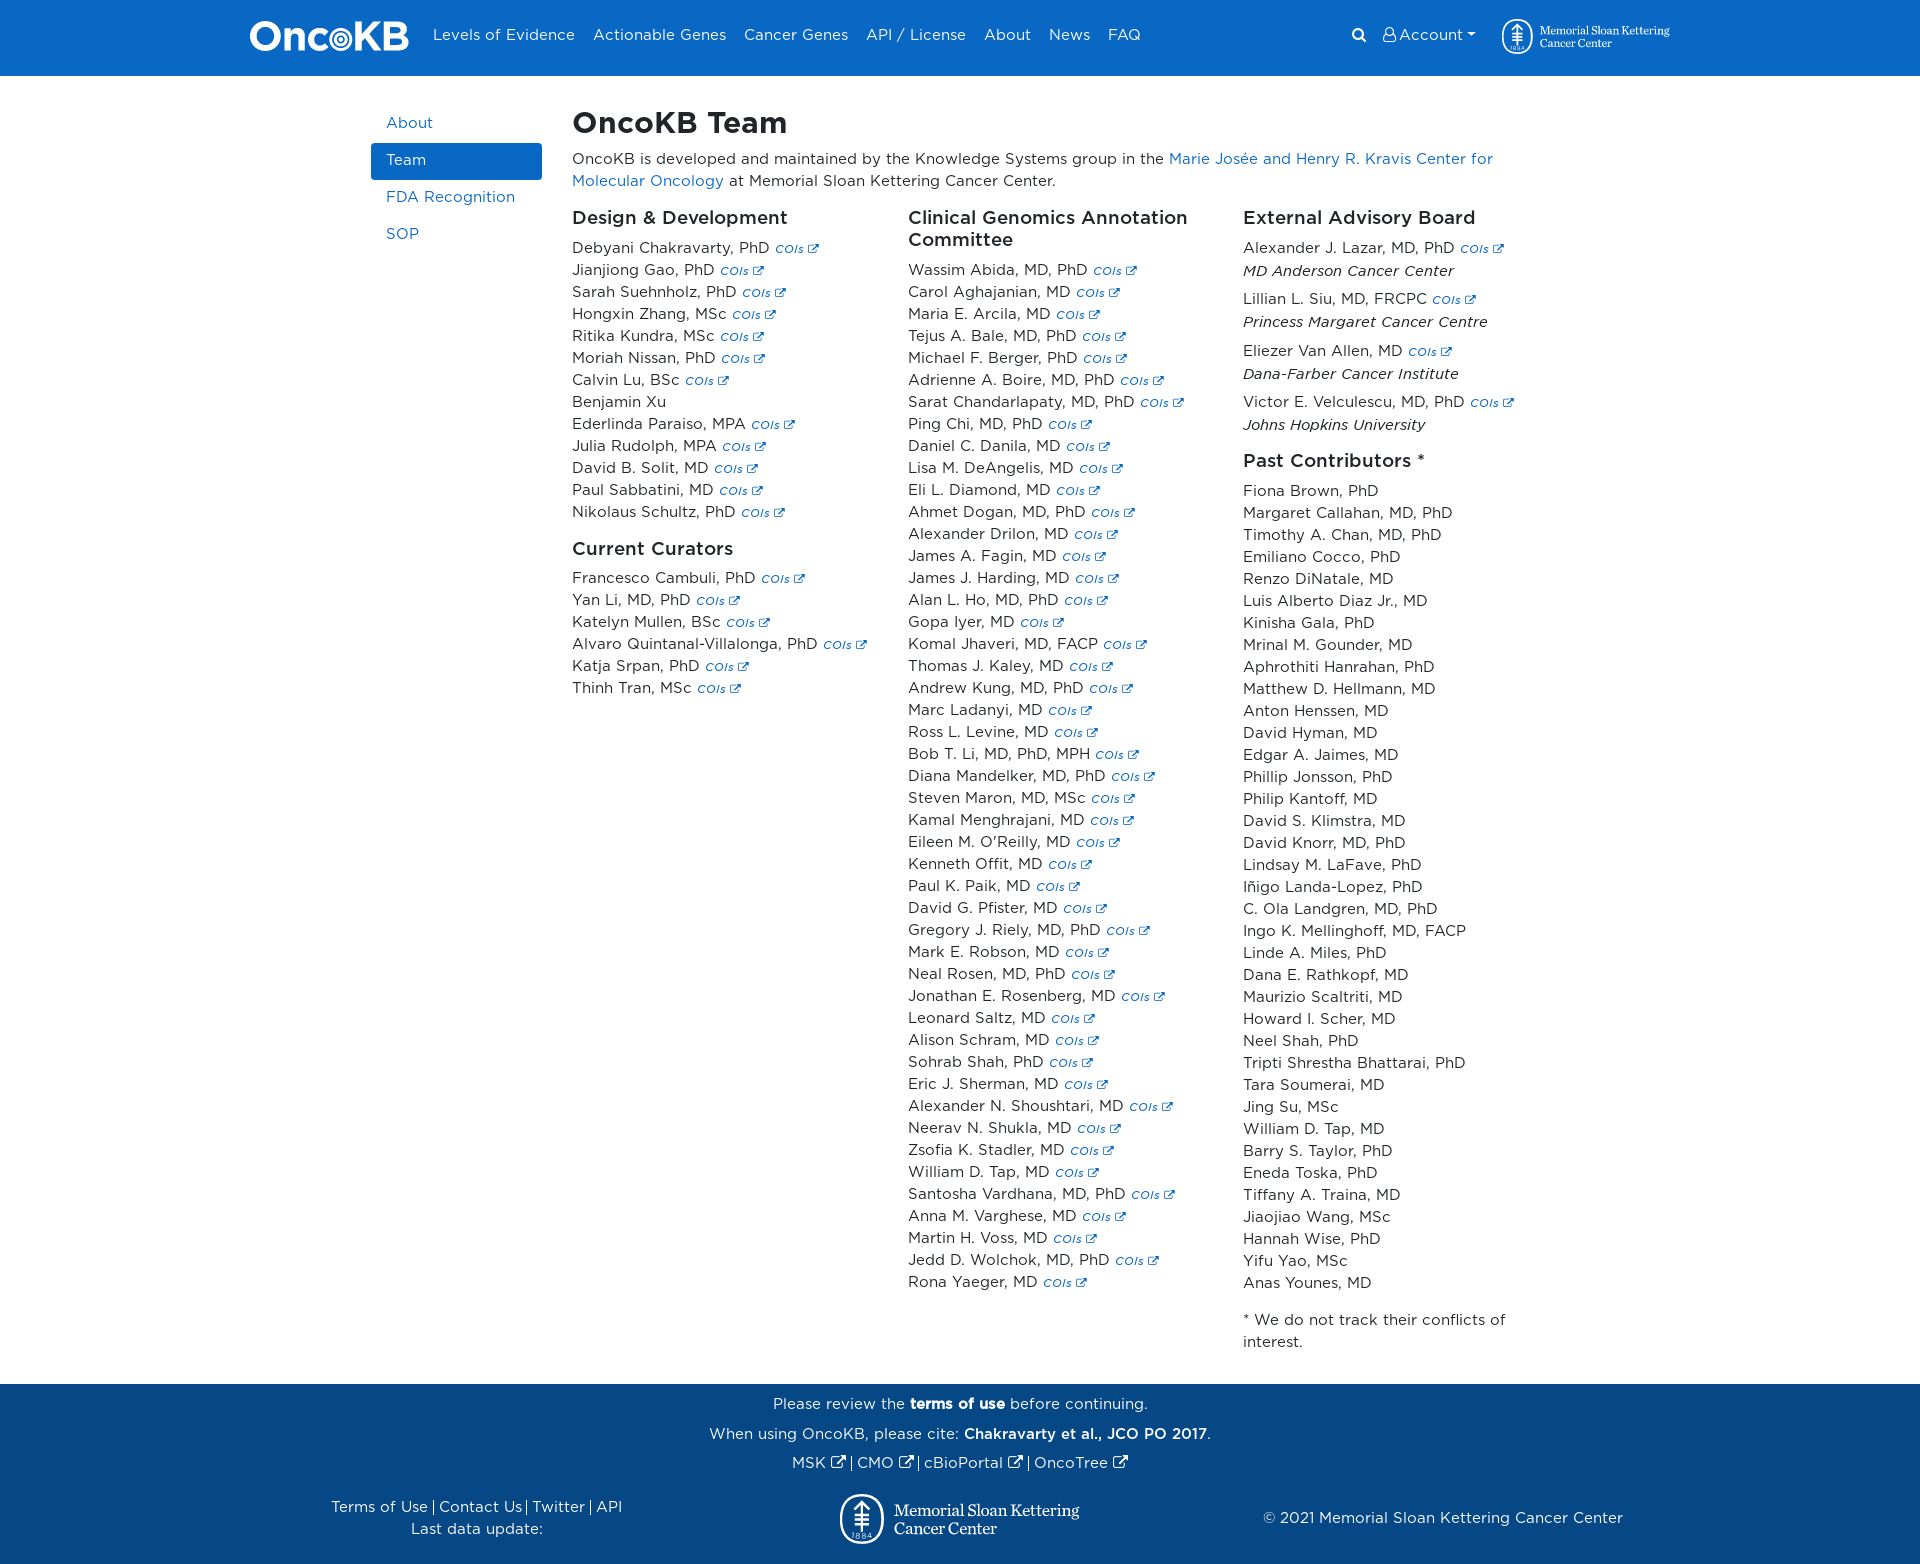 OncoKB Levels of Evidence Actionable Genes Cancer Genes API / License About News FAQ Account Memorial Sloan Kettering Cancer Center 1884
About
Team
FDA Recognition
SOP
OncoKB Team
OncoKB is developed and maintained by the Knowledge Systems group in the Marie Josée and Henry R. Kravis Center for
Molecular Oncology at Memorial Sloan Kettering Cancer Center.
Design & Development
Debyani Chakravarty, PhD COIs
Jianjiong Gao, PhD COIs
Sarah Suehnholz, PhD COIs
Hongxin Zhang, MSc COIs
Ritika Kundra, MSc COIs
Moriah Nissan, PhD COIs
Calvin Lu, BSc COIs
Benjamin Xu
Ederlinda Paraiso, MPA COIs
Julia Rudolph, MPA COIs
David B. Solit, MD COIs
Paul Sabbatini, MD COIs
Nikolaus Schultz, PhD COIs
Current Curators
Francesco Cambuli, PhD COIs
Yan Li, MD, PhD COIs
Katelyn Mullen, BSc COIs
Alvaro Quintanal-Villalonga, PhD COIs
Katja Srpan, PhD COIs
Thinh Tran, MSc COIs
Clinical Genomics Annotation
Committee
Wassim Abida, MD, PhD COIs
Carol Aghajanian, MD COIs
Maria E. Arcila, MD COIs
Tejus A. Bale, MD, PhD COIs
Michael F. Berger, PhD COIs
Adrienne A. Boire, MD, PhD COIs
Sarat Chandarlapaty, MD, PhD COIs
Ping Chi, MD, PhD COIs
Daniel C. Danila, MD COIs
Lisa M. DeAngelis, MD COIs
Eli L. Diamond, MD COIs
Ahmet Dogan, MD, PhD COIs
Alexander Drilon, MD COIs
James A. Fagin, MD COIs
James J. Harding, MD COIs
Alan L. Ho, MD, PhD COIs
Gopa Iyer, MD COIs
Komal Jhaveri, MD, FACP COIs
Thomas J. Kaley, MD COIs
Andrew Kung, MD, PhD COIs
Marc Ladanyi, MD COIs
Ross L. Levine, MD COIs
Bob T. Li, MD, PhD, MPH COIs
Diana Mandelker, MD, PhD COIs
Steven Maron, MD, MSc COIs
Kamal Menghrajani, MD COIs
Eileen M. O'Reilly, MD COIs
Kenneth Offit, MD COIs
Paul K. Paik, MD COIs
David G. Pfister, MD COIs
Gregory J. Riely, MD, PhD COIs
Mark E. Robson, MD COIs
Neal Rosen, MD, PhD COIs
Jonathan E. Rosenberg, MD COIs
Leonard Saltz, MD COIs
Alison Schram, MD COIs
Sohrab Shah, PhD COIs
Eric J. Sherman, MD COIs
Alexander N. Shoushtari, MD COIs
Neerav N. Shukla, MD COIs
Zsofia K. Stadler, MD COIs
William D. Tap, MD COIs
Santosha Vardhana, MD, PhD COIs
Anna M. Varghese, MD COIs
Martin H. Voss, MD COIs
Jedd D. Wolchok, MD, PhD COIs
Rona Yaeger, MD COIs
External Advisory Board
Alexander J. Lazar, MD, PhD COIs
MD Anderson Cancer Center
Lillian L. Siu, MD, FRCPC COIs
Princess Margaret Cancer Centre
Eliezer Van Allen, MD COIs
Dana-Farber Cancer Institute
Victor E. Velculescu, MD, PhD COIs
Johns Hopkins University
Past Contributors *
Fiona Brown, PhD
Margaret Callahan, MD, PhD
Timothy A. Chan, MD, PhD
Emiliano Cocco, PhD
Renzo DiNatale, MD
Luis Alberto Diaz Jr., MD
Kinisha Gala, PhD
Mrinal M. Gounder, MD
Aphrothiti Hanrahan, PhD
Matthew D. Hellmann, MD
Anton Henssen, MD
David Hyman, MD
Edgar A. Jaimes, MD
Phillip Jonsson, PhD
Philip Kantoff, MD
David S. Klimstra, MD
David Knorr, MD, PhD
Lindsay M. LaFave, PhD
Iñigo Landa-Lopez, PhD
C. Ola Landgren, MD, PhD
Ingo K. Mellinghoff, MD, FACP
Linde A. Miles, PhD
Dana E. Rathkopf, MD
Maurizio Scaltriti, MD
Howard I. Scher, MD
Neel Shah, PhD
Tripti Shrestha Bhattarai, PhD
Tara Soumerai, MD
Jing Su, MSc
William D. Tap, MD
Barry S. Taylor, PhD
Eneda Toska, PhD
Tiffany A. Traina, MD
Jiaojiao Wang, MSc
Hannah Wise, PhD
Yifu Yao, MSc
Anas Younes, MD
* We do not track their conflicts of
interest.
Please review the terms of use before continuing.
When using OncoKB, please cite: Chakravarty et al., JCO PO 2017.
MSK | CMO | cBioPortal | OncoTree
Terms of Use | Contact Us | Twitter | API
Last data update:
1884 Memorial Sloan Kettering
Cancer Center
© 2021 Memorial Sloan Kettering Cancer Center